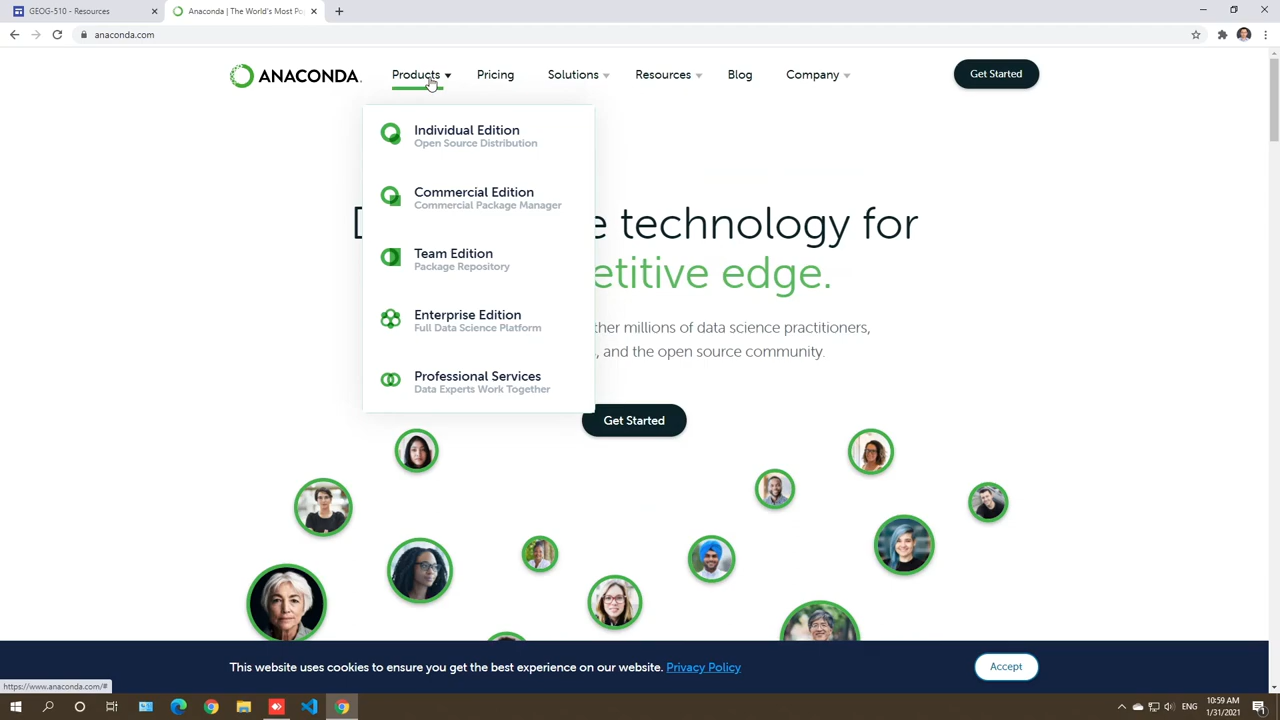 GEOG-510 - Resources
Anaconda | The World's Most Po
anaconda.com
ANACONDA.
Products
Pricing
Solutions
Resources
Blog
Company
Get Started
Individual Edition
Open Source Distribution
Commercial Edition
Commercial Package Manager
Team Edition
Package Repository
Enterprise Edition
Full Data Science Platform
Professional Services
Data Experts Work Together
technology for
etitive edge.
ther millions of data science practitioners,
, and the open source community.
Get Started
This website uses cookies to ensure you get the best experience on our website. Privacy Policy
Accept
https://www.anaconda.com/#
ENG
10:59 AM
1/31/2021